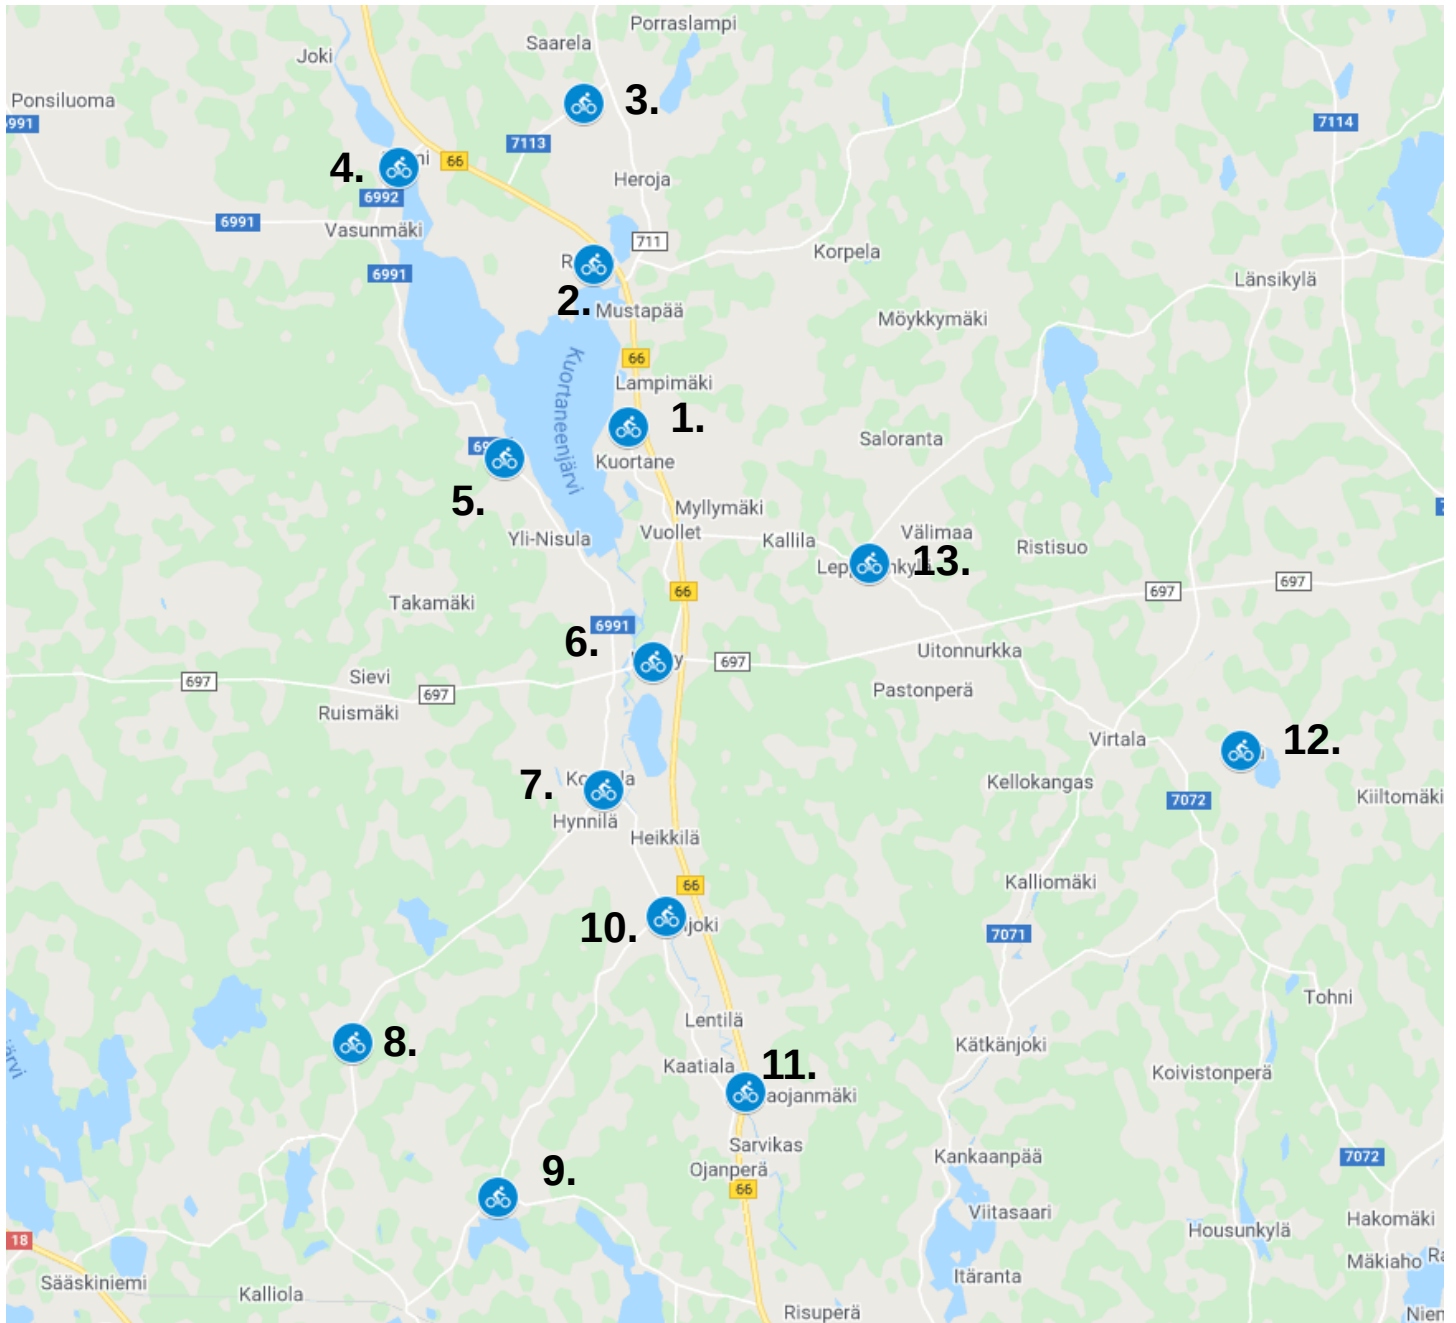 Porraslampi
Saarela
Joki
Ponsiluoma
3.
991
7113
7114
4.
66
6992
Heroja
6991
Vasunmäki
711
Korpela
6991
Länsikylä
2.
Mustapää
Möykkymäki
66
Kuortaneenjärvi
Lampimäki
1.
Saloranta
Kuortane
5.
Myllymäki
Yli-Nisula
Vuollet
Kallila
Välimaa
Ristisuo
13.
697
697
66
Takamäki
6991
6.
Uitonnurkka
697
Sievi
697
697
Pastonperä
Ruismäki
Virtala
12.
7.
Kellokangas
Kiiltomäki
7072
Hynnilä
Heikkilä
66
Kalliomäki
10.
7071
Tohni
Lentilä
8.
Kätkänjoki
Kaatiala
11.
Koivistonperä
aojanmäki
Sarvikas
Kankaanpää
7072
9.
Ojanperä
66
Viitasaari
Hakomäki
Housunkylä
18
Mäkiaho
Sääskiniemi
Itäranta
Kalliola
Risuperä